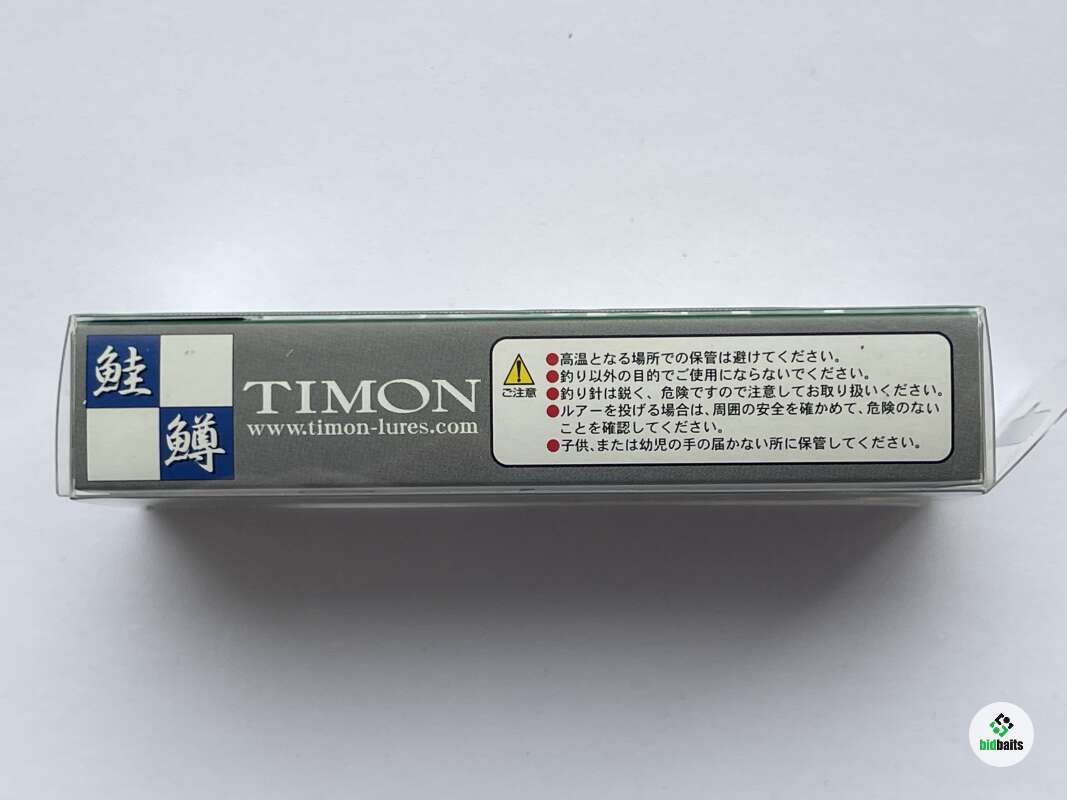 鮭
鱒
TIMON
www.timon-lures.com
ご注意
●高温となる場所での保管は避けてください。
●釣り以外の目的でご使用にならないでください。
●釣り針は鋭く、危険ですので注意してお取り扱いください。
●ルアーを投げる場合は、周囲の安全を確かめて、危険のない
ことを確認してください。
●子供、または幼児の手の届かない所に保管してください。
bidbaits